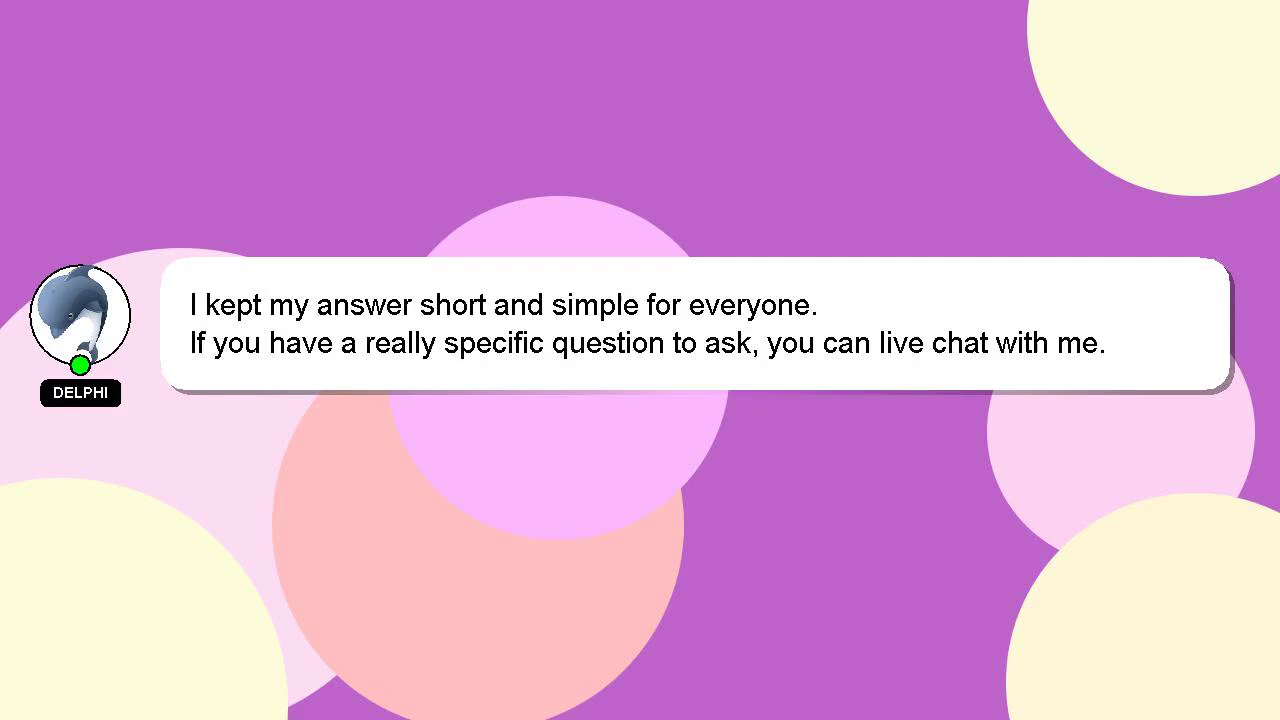 I kept my answer short and simple for everyone.
If you have a really specific question to ask, you can live chat with me.
DELPHI